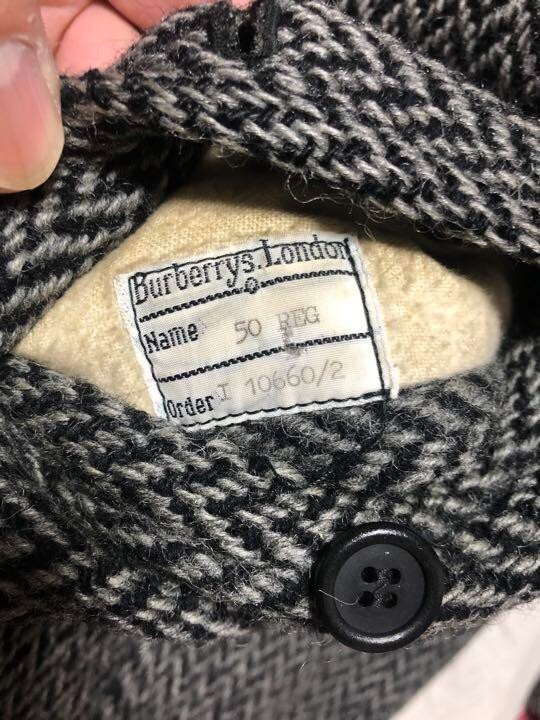 Burberrys. London
Name 50 REG
Order I 10660/2